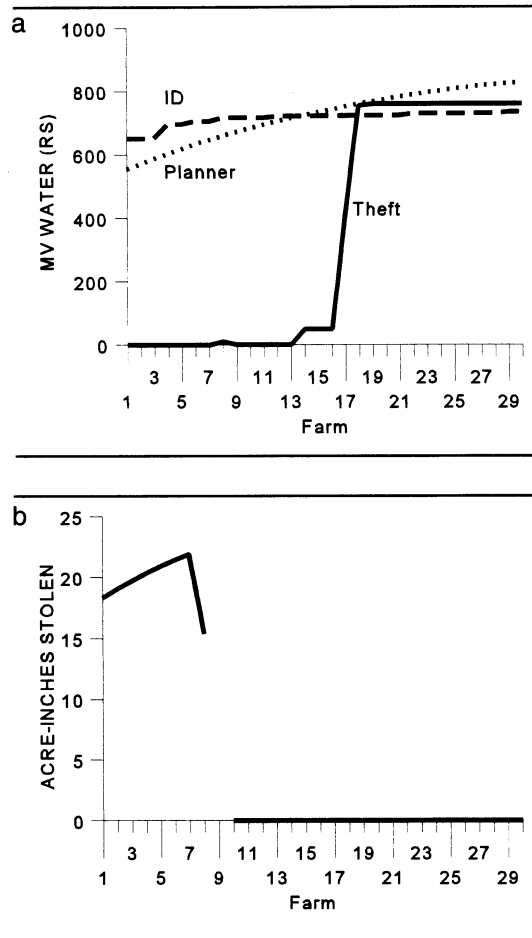 a
1000
800
600
400
200
0
MV WATER (RS)
ID
Planner
Theft
3 7 11 15 19 23 27
1 5 9 13 17 21 25 29
Farm
b
25
20
15
10
5
0
ACRE-INCHES STOLEN
3 7 11 15 19 23 27
1 5 9 13 17 21 25 29
Farm